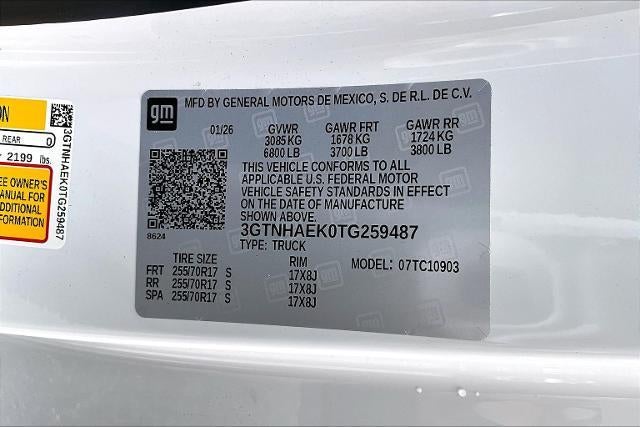 ON
REAR 0
2199 lbs.
EE OWNER'S
MANUAL FOR
ADDITIONAL
FORMATION
3GTNHAEK0TG259487
gm
MFD BY GENERAL MOTORS DE MEXICO, S. DE R.L. DE C.V.
01/26 GVWR GAWR FRT GAWR RR
3085 KG 1678 KG 1724 KG
6800 LB 3700 LB 3800 LB
THIS VEHICLE CONFORMS TO ALL
APPLICABLE U.S. FEDERAL MOTOR
VEHICLE SAFETY STANDARDS IN EFFECT
ON THE DATE OF MANUFACTURE
SHOWN ABOVE.
8624
3GTNHAEK0TG259487
TYPE: TRUCK
TIRE SIZE RIM MODEL: 07TC10903
FRT 255/70R17 S 17X8J
RR 255/70R17 S 17X8J
SPA 255/70R17 S 17X8J